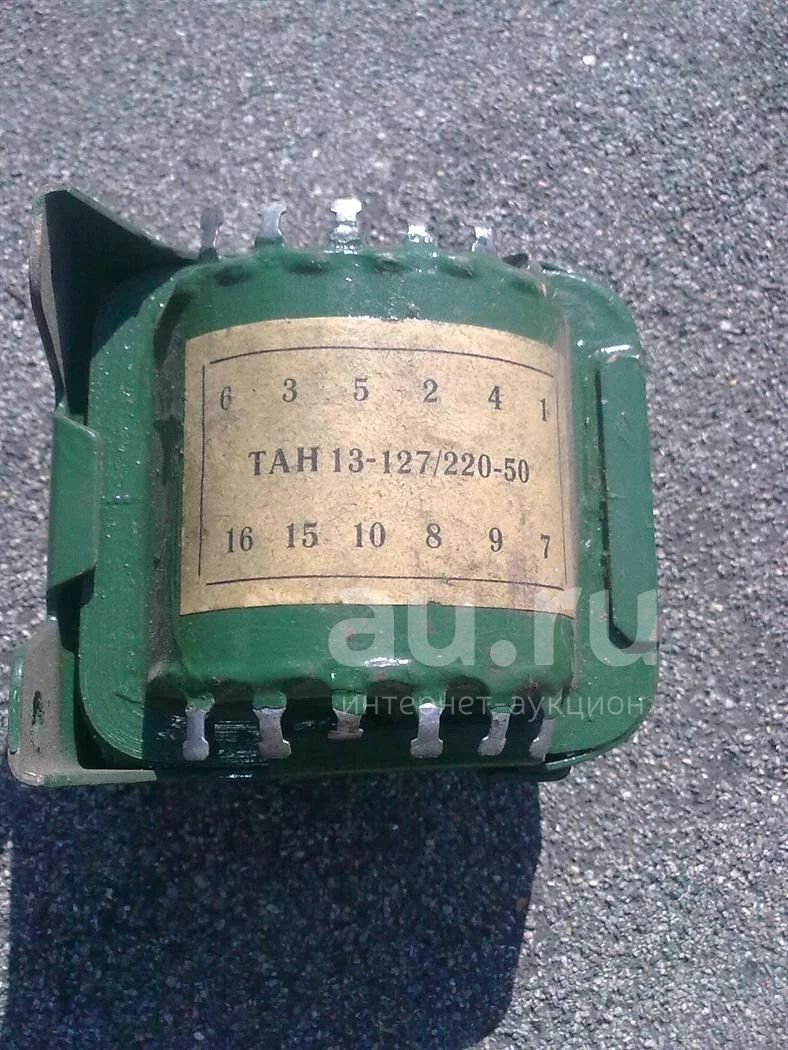 6 3 5 2 4 1
ТАН 13-127/220-50
16 15 10 8 9 7
au.ru
интернет аукцион